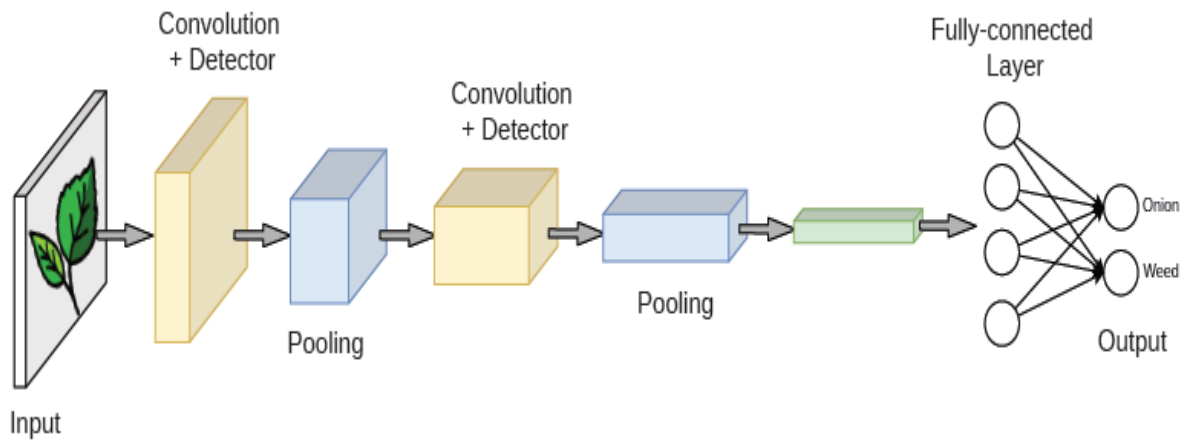 Convolution
+ Detector
Convolution
+ Detector
Fully-connected
Layer
Onion
Weed
Pooling
Pooling
Output
Input